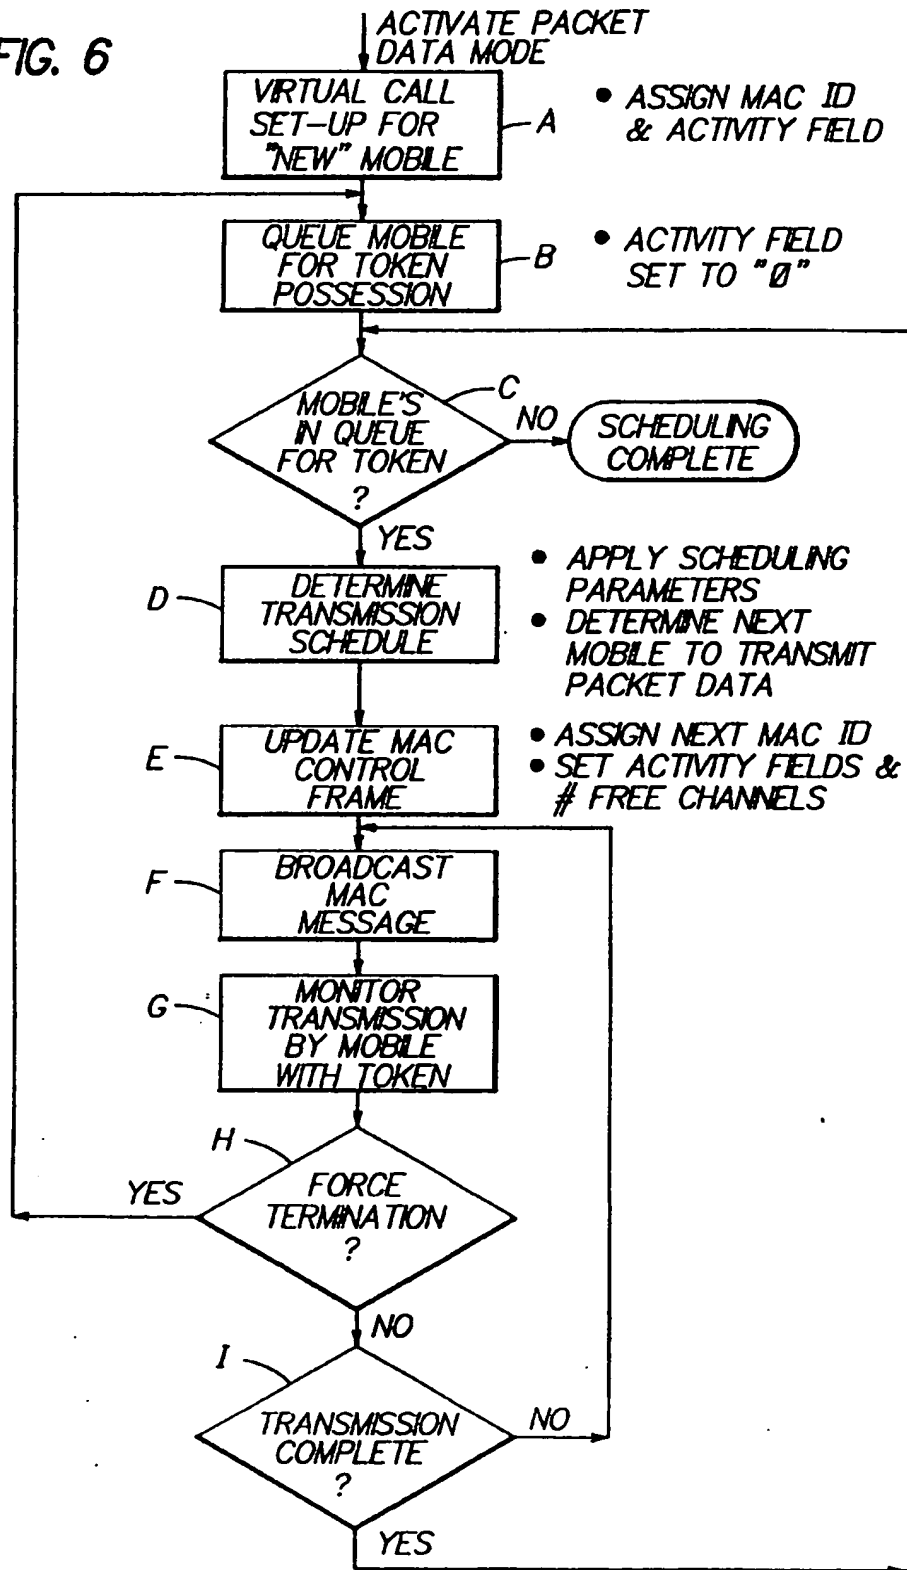 FIG. 6
ACTIVATE PACKET
DATA MODE
VIRTUAL CALL
SET-UP FOR
"NEW" MOBILE
A
• ASSIGN MAC ID
& ACTIVITY FIELD
QUEUE MOBILE
FOR TOKEN
POSSESSION
B
• ACTIVITY FIELD
SET TO "Ø"
C
MOBILE'S
IN QUEUE
FOR TOKEN
?
NO
SCHEDULING
COMPLETE
YES
D
DETERMINE
TRANSMISSION
SCHEDULE
• APPLY SCHEDULING
PARAMETERS
• DETERMINE NEXT
MOBILE TO TRANSMIT
PACKET DATA
E
UPDATE MAC
CONTROL
FRAME
• ASSIGN NEXT MAC ID
• SET ACTIVITY FIELDS &
# FREE CHANNELS
F
BROADCAST
MAC
MESSAGE
G
MONITOR
TRANSMISSION
BY MOBILE
WITH TOKEN
H
YES
FORCE
TERMINATION
?
NO
I
TRANSMISSION
COMPLETE
?
NO
YES